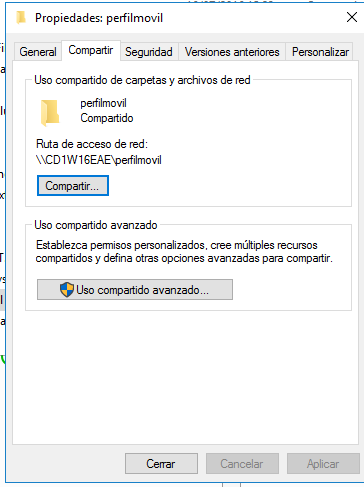 Propiedades: perfilmovil
General
Compartir
Seguridad
Versiones anteriores
Personalizar
Uso compartido de carpetas y archivos de red
perfilmovil
Compartido
Ruta de acceso de red:
\\CD1W16EAE\perfilmovil
Compartir...
Uso compartido avanzado
Establezca permisos personalizados, cree múltiples recursos
compartidos y defina otras opciones avanzadas para compartir.
Uso compartido avanzado...
Cerrar
Cancelar
Aplicar